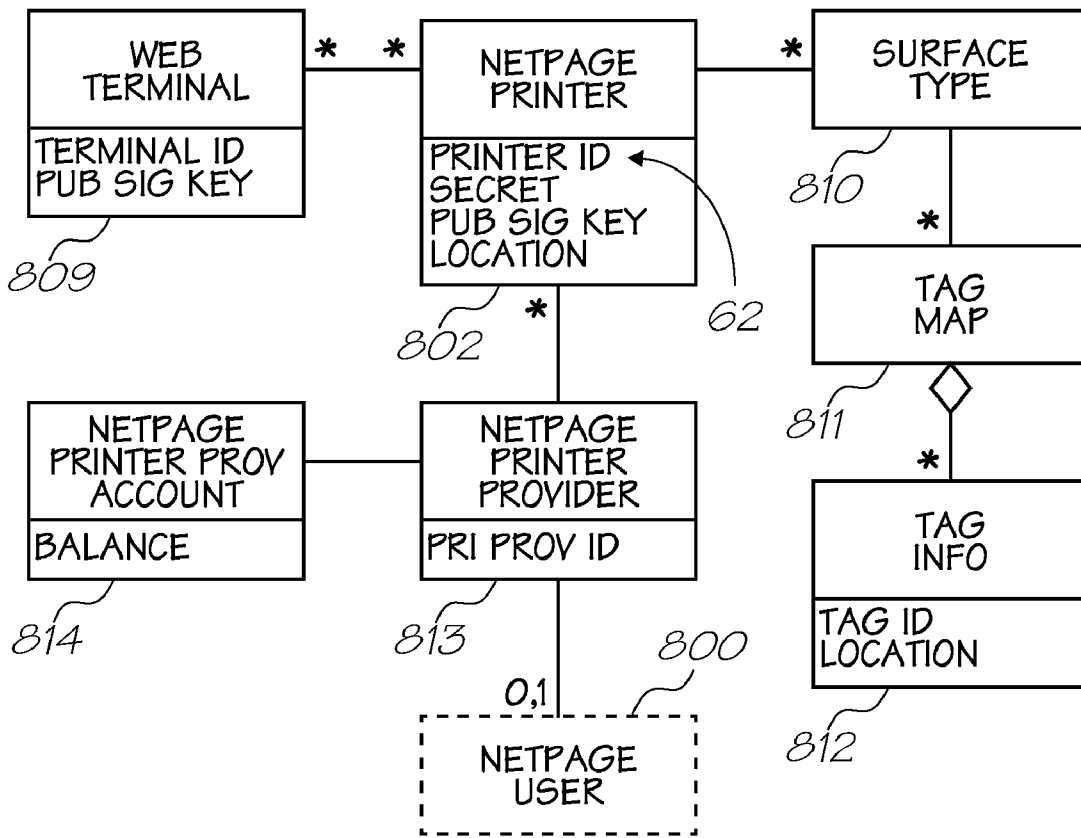 WEB
TERMINAL
TERMINAL ID
PUB SIG KEY
809
*
*
NETPAGE
PRINTER
PRINTER ID
SECRET
PUB SIG KEY
LOCATION
802
62
*
*
SURFACE
TYPE
810
*
TAG
MAP
811
*
TAG
INFO
TAG ID
LOCATION
812
NETPAGE
PRINTER PROV
ACCOUNT
BALANCE
814
NETPAGE
PRINTER
PROVIDER
PRI PROV ID
813
800
0,1
NETPAGE
USER